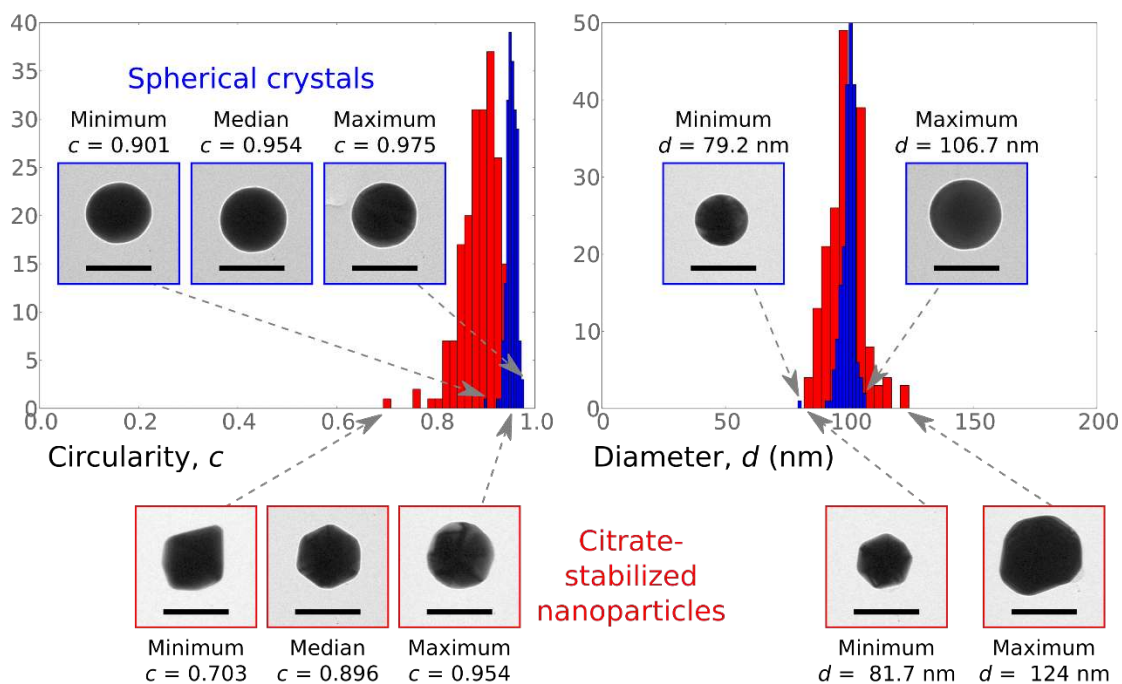 40
35
30
25
20
15
10
5
0
0.0
0.2
0.4
0.6
0.8
1.0
Circularity, c
Spherical crystals
Minimum
c = 0.901
Median
c = 0.954
Maximum
c = 0.975
50
40
30
20
10
0
0
50
100
150
200
Diameter, d (nm)
Minimum
d = 79.2 nm
Maximum
d = 106.7 nm
Citrate-
stabilized
nanoparticles
Minimum
c = 0.703
Median
c = 0.896
Maximum
c = 0.954
Minimum
d = 81.7 nm
Maximum
d = 124 nm